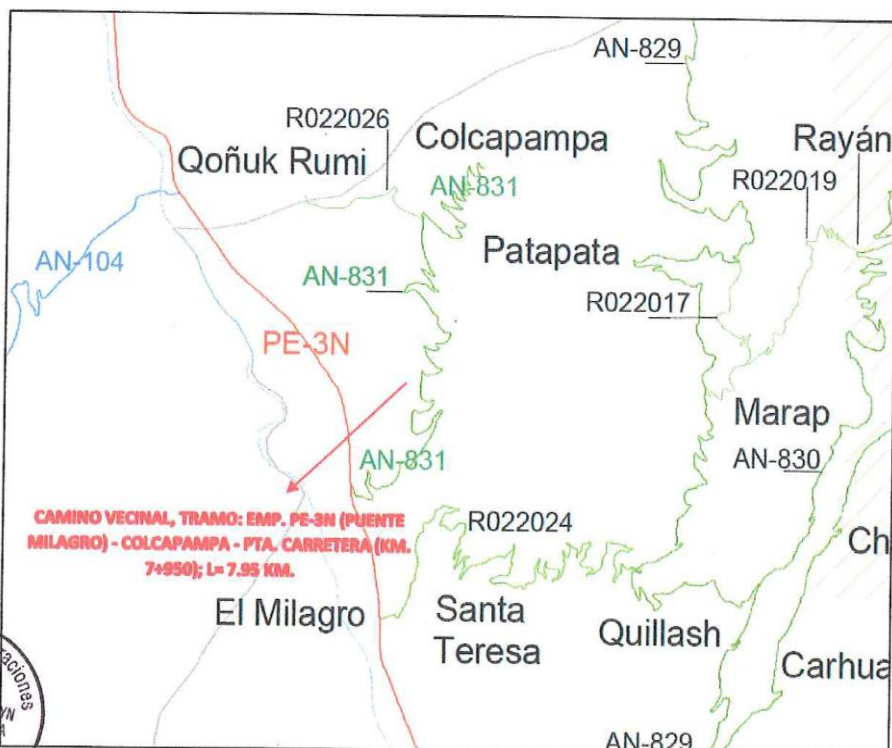 AN-829
R022026
Colcapampa
Qoñuk Rumi
Rayán
AN-831
R022019
AN-104
Patapata
AN-831
R022017
PE-3N
Marap
AN-831
AN-830
CAMINO VECINAL, TRAMO: EMP. PE-3N (PUENTE
MILAGRO) - COLCAPAMPA - PTA. CARRETERA (KM.
7+950); L= 7.95 KM.
R022024
Ch
El Milagro
Santa
Teresa
Quillash
Carhua
AN-829
raciones